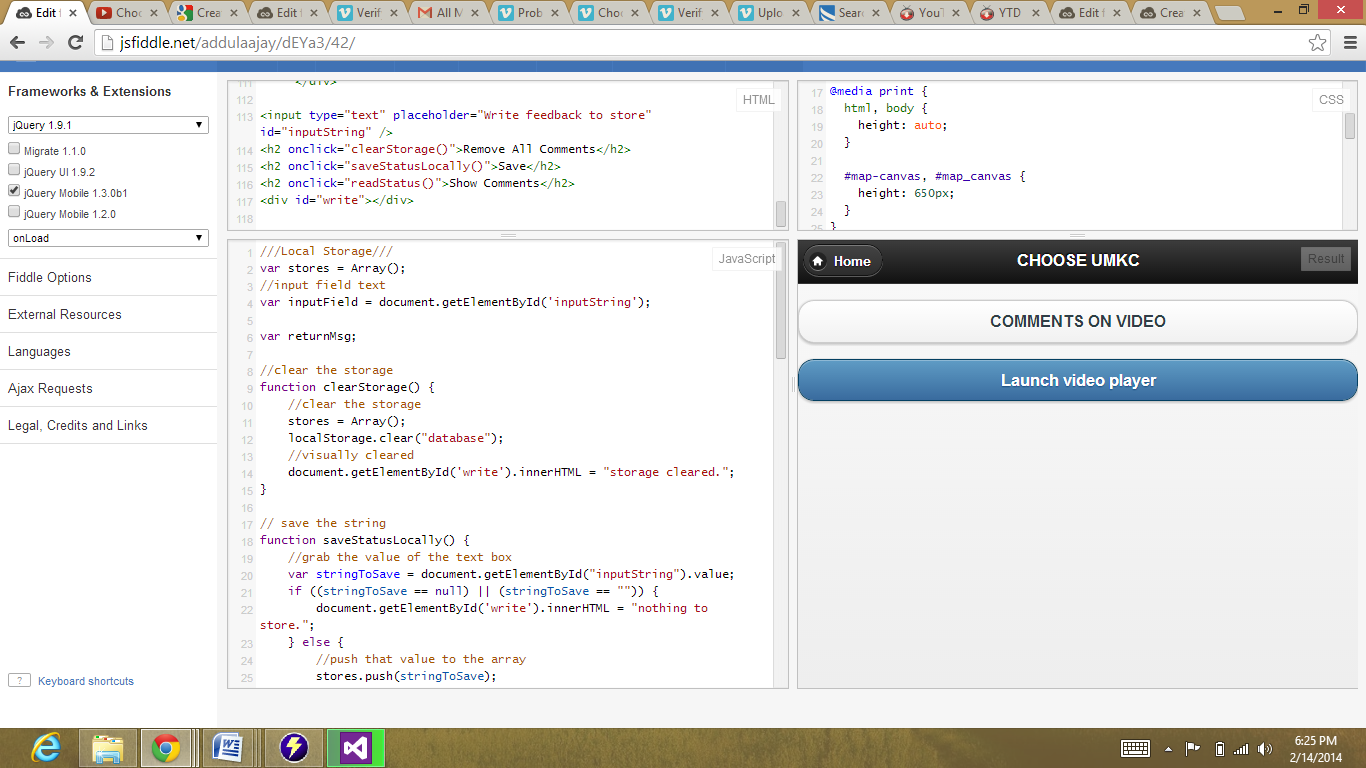 Edit f
Choo
Creat
Edit f
Verif
All M
Prob
Choo
Verif
Uplo
Searc
YouT
YTD
Edit f
Crea
jsfiddle.net/addulaajay/dEYa3/42/
Frameworks & Extensions
jQuery 1.9.1
Migrate 1.1.0
jQuery UI 1.9.2
jQuery Mobile 1.3.0b1
jQuery Mobile 1.2.0
onLoad
Fiddle Options
External Resources
Languages
Ajax Requests
Legal, Credits and Links
? Keyboard shortcuts
HTML
111 </div>
112
113 <input type="text" placeholder="Write feedback to store"
id="inputString" />
114 <h2 onclick="clearStorage()">Remove All Comments</h2>
115 <h2 onclick="saveStatusLocally()">Save</h2>
116 <h2 onclick="readStatus()">Show Comments</h2>
117 <div id="write"></div>
118
CSS
17 @media print {
18 html, body {
19 height: auto;
20 }
21
22 #map-canvas, #map_canvas {
23 height: 650px;
24 }
25 }
JavaScript
1 ///Local Storage///
2 var stores = Array();
3 //input field text
4 var inputField = document.getElementById('inputString');
5
6 var returnMsg;
7
8 //clear the storage
9 function clearStorage() {
10 //clear the storage
11 stores = Array();
12 localStorage.clear("database");
13 //visually cleared
14 document.getElementById('write').innerHTML = "storage cleared.";
15 }
16
17 // save the string
18 function saveStatusLocally() {
19 //grab the value of the text box
20 var stringToSave = document.getElementById("inputString").value;
21 if ((stringToSave == null) || (stringToSave == "")) {
22 document.getElementById('write').innerHTML = "nothing to
store.";
23 } else {
24 //push that value to the array
25 stores.push(stringToSave);
Home
CHOOSE UMKC
Result
COMMENTS ON VIDEO
Launch video player
6:25 PM
2/14/2014